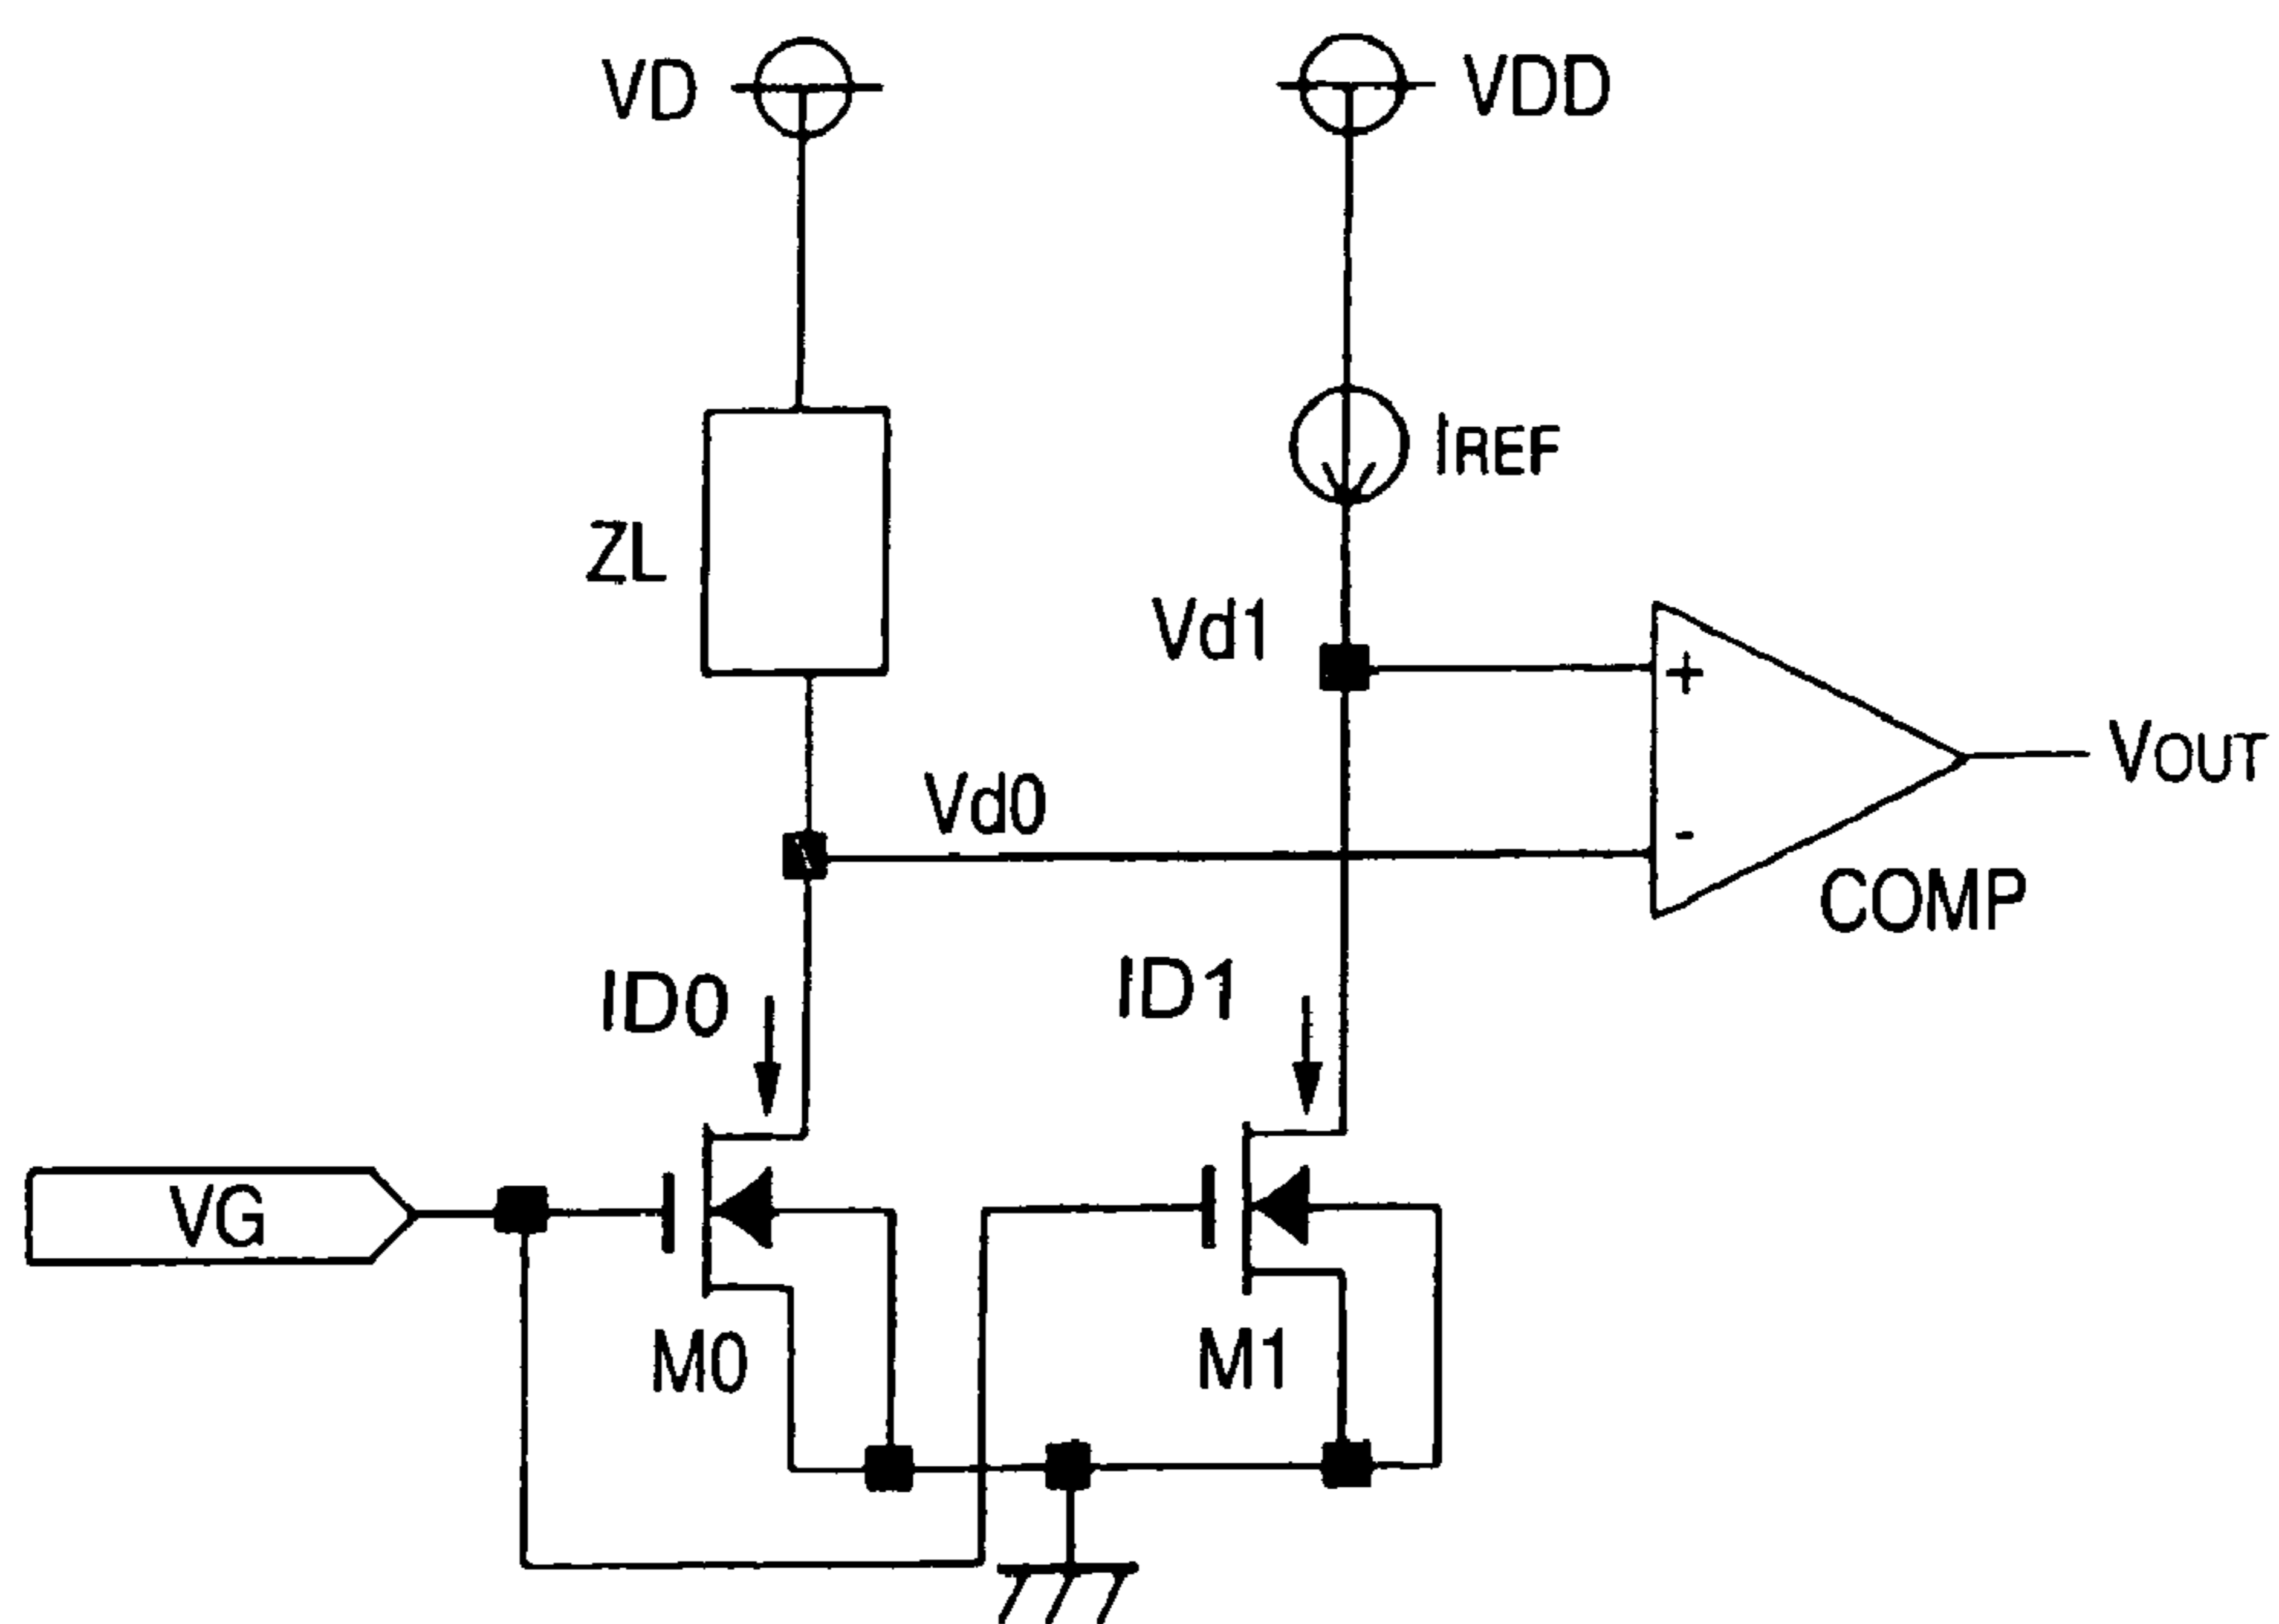 VD
VDD
IREF
ZL
Vd1
+
VOUT
Vd0
-
COMP
ID0
ID1
VG
M0
M1